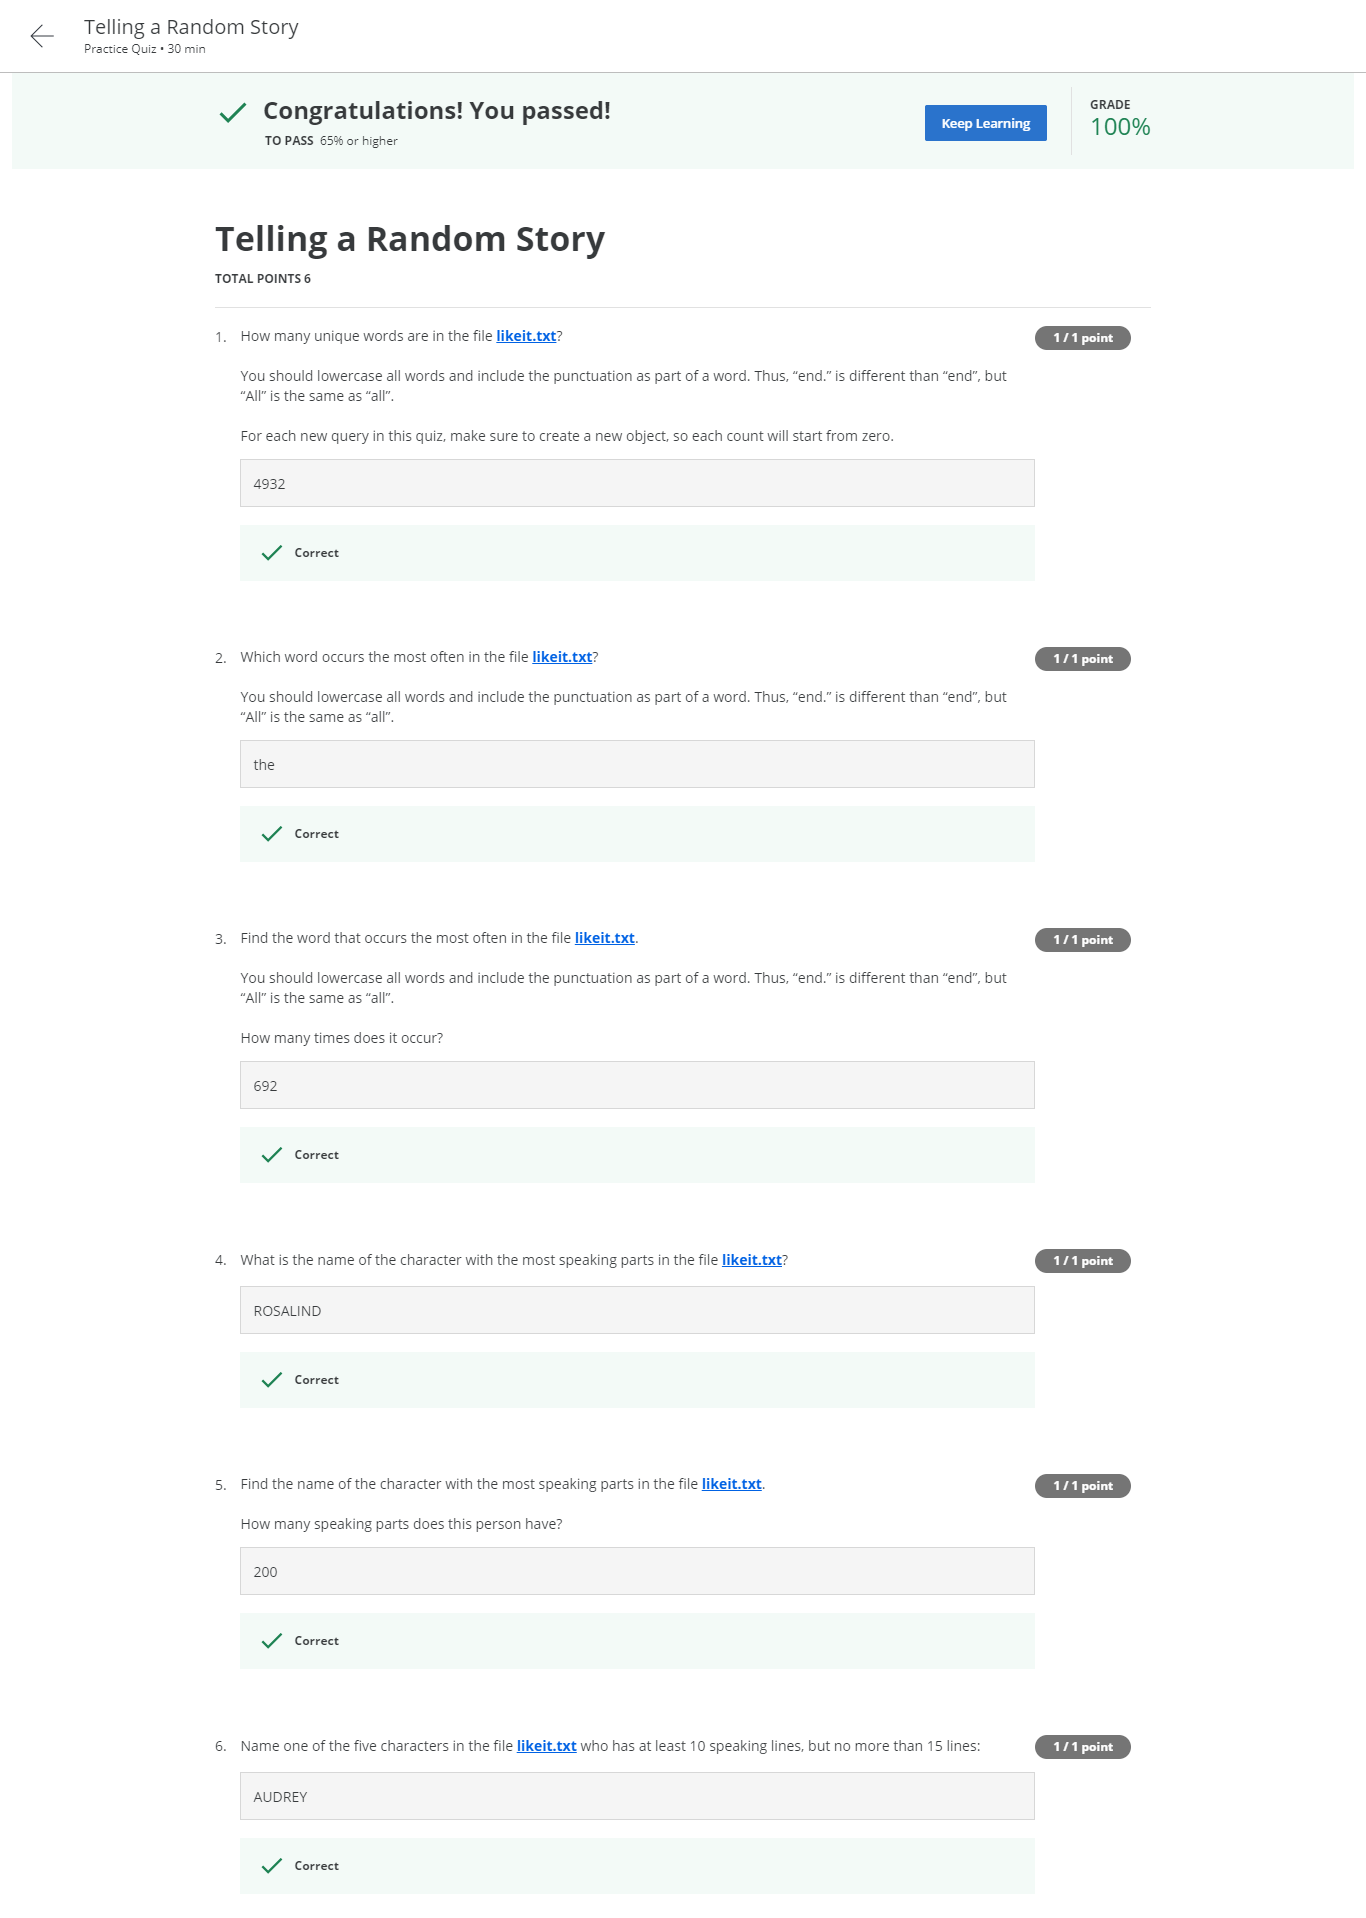 Telling a Random Story
Practice Quiz • 30 min
Congratulations! You passed!
TO PASS 65% or higher
Keep Learning
GRADE
100%
Telling a Random Story
TOTAL POINTS 6
1. How many unique words are in the file likeit.txt?
1 / 1 point
You should lowercase all words and include the punctuation as part of a word. Thus, “end.” is different than “end”, but
“All” is the same as “all”.
For each new query in this quiz, make sure to create a new object, so each count will start from zero.
4932
Correct
2. Which word occurs the most often in the file likeit.txt?
1 / 1 point
You should lowercase all words and include the punctuation as part of a word. Thus, “end.” is different than “end”, but
“All” is the same as “all”.
the
Correct
3. Find the word that occurs the most often in the file likeit.txt.
1 / 1 point
You should lowercase all words and include the punctuation as part of a word. Thus, “end.” is different than “end”, but
“All” is the same as “all”.
How many times does it occur?
692
Correct
4. What is the name of the character with the most speaking parts in the file likeit.txt?
1 / 1 point
ROSALIND
Correct
5. Find the name of the character with the most speaking parts in the file likeit.txt.
1 / 1 point
How many speaking parts does this person have?
200
Correct
6. Name one of the five characters in the file likeit.txt who has at least 10 speaking lines, but no more than 15 lines:
1 / 1 point
AUDREY
Correct